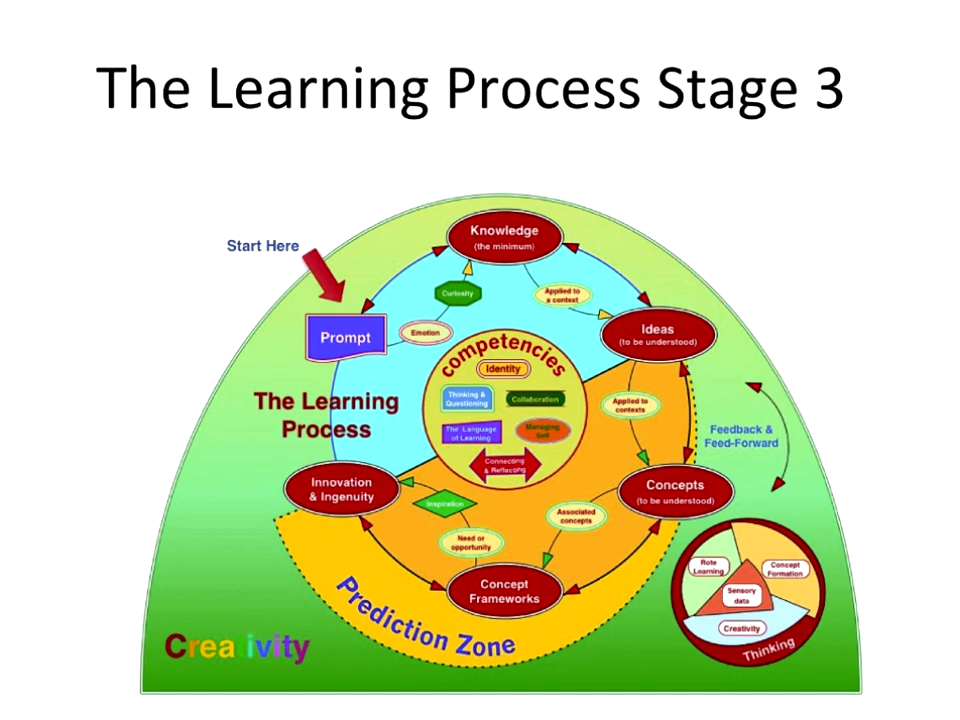 The Learning Process Stage 3
Start Here
Knowledge
(the minimum)
Curiosity
Applied to
a context
Prompt
Emotion
Ideas
(to be understood)
competencies
Identity
Thinking &
Questioning
Collaboration
The Language
of Learning
Managing
Self
Connecting
& Reflecting
The Learning
Process
Applied to
contexts
Feedback &
Feed-Forward
Innovation
& Ingenuity
Inspiration
Concepts
(to be understood)
Associated
concepts
Need or
opportunity
Concept
Frameworks
Prediction Zone
Rote
Learning
Concept
Formation
Sensory
data
Creativity
Thinking
Creativity